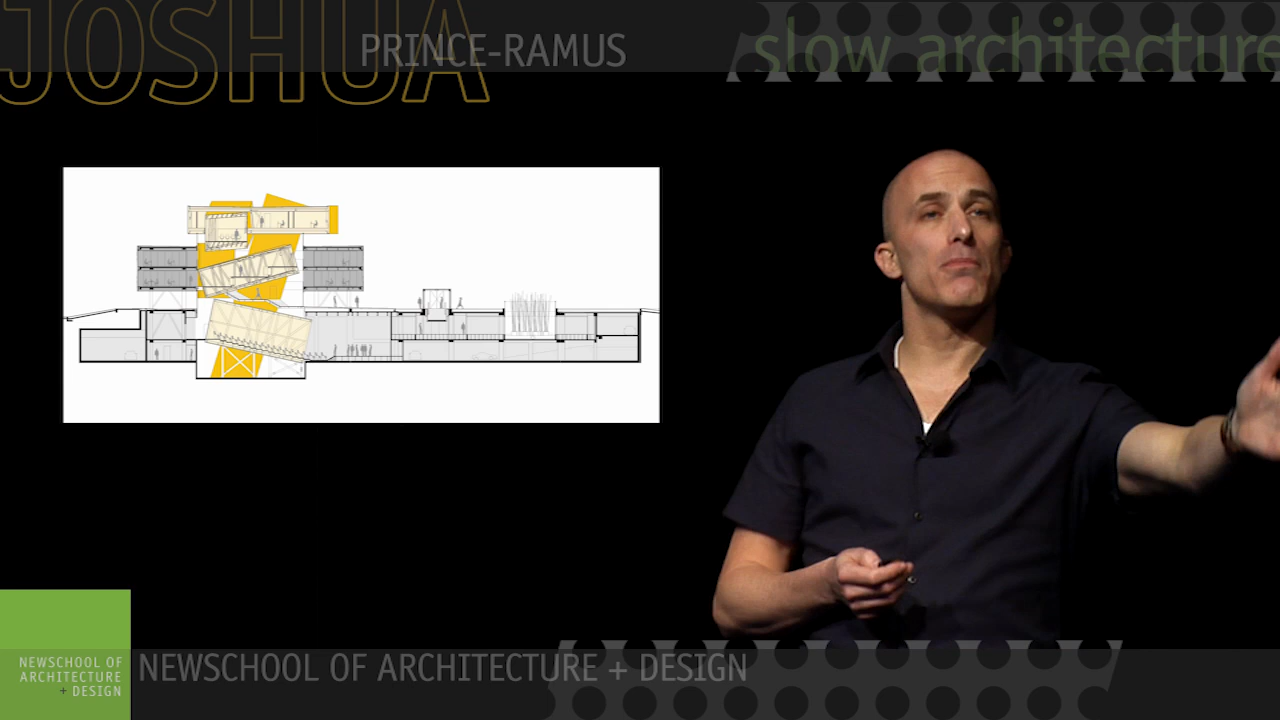 JOSHUA
PRINCE-RAMUS
slow architecture
NEWSCHOOL OF
ARCHITECTURE
+ DESIGN
NEWSCHOOL OF ARCHITECTURE + DESIGN